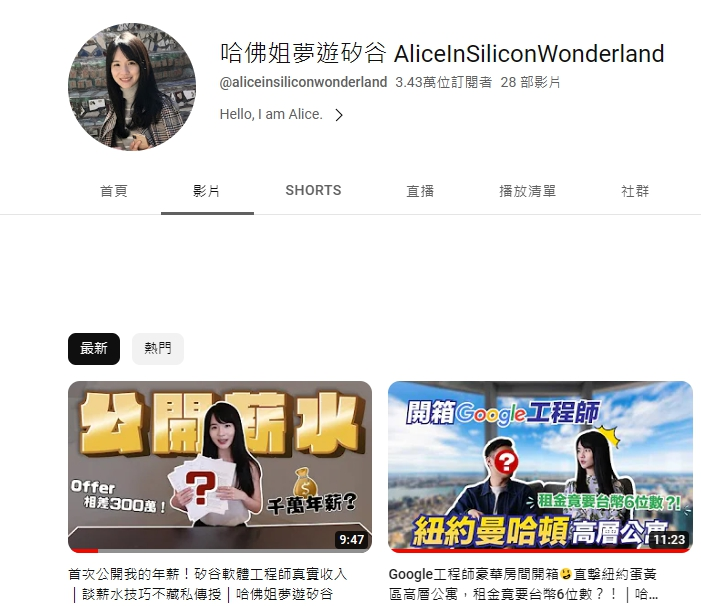 哈佛姐夢遊矽谷 AliceInSiliconWonderland
@aliceinsiliconwonderland 3.43萬位訂閱者 28 部影片
Hello, I am Alice.
首頁 影片 SHORTS 直播 播放清單 社群
最新 熱門
公開薪水
Offer
相差300萬！
?
$
千萬年薪?
9:47
開箱Google工程師
?
租金竟要台幣6位數?!
紐約曼哈頓高層公寓
11:23
首次公開我的年薪！矽谷軟體工程師真實收入
｜談薪水技巧不藏私傳授｜哈佛姐夢遊矽谷
Google工程師豪華房間開箱🤪直擊紐約蛋黃
區高層公寓，租金竟要台幣6位數？！｜哈...